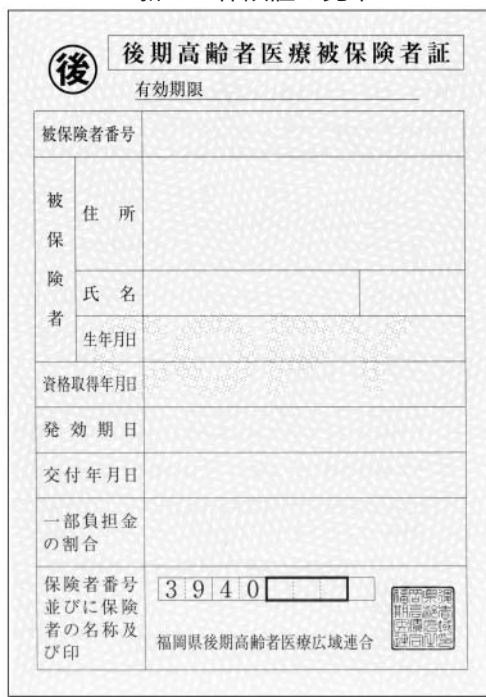 後
後期高齢者医療被保険者証
有効期限
被保険者番号
被保険者
住所
氏名
生年月日
資格取得年月日
発効期日
交付年月日
一部負担金
の割合
保険者番号
並びに保険
者の名称及
び印
3940
福岡県後期高齢者医療広域連合
COPY